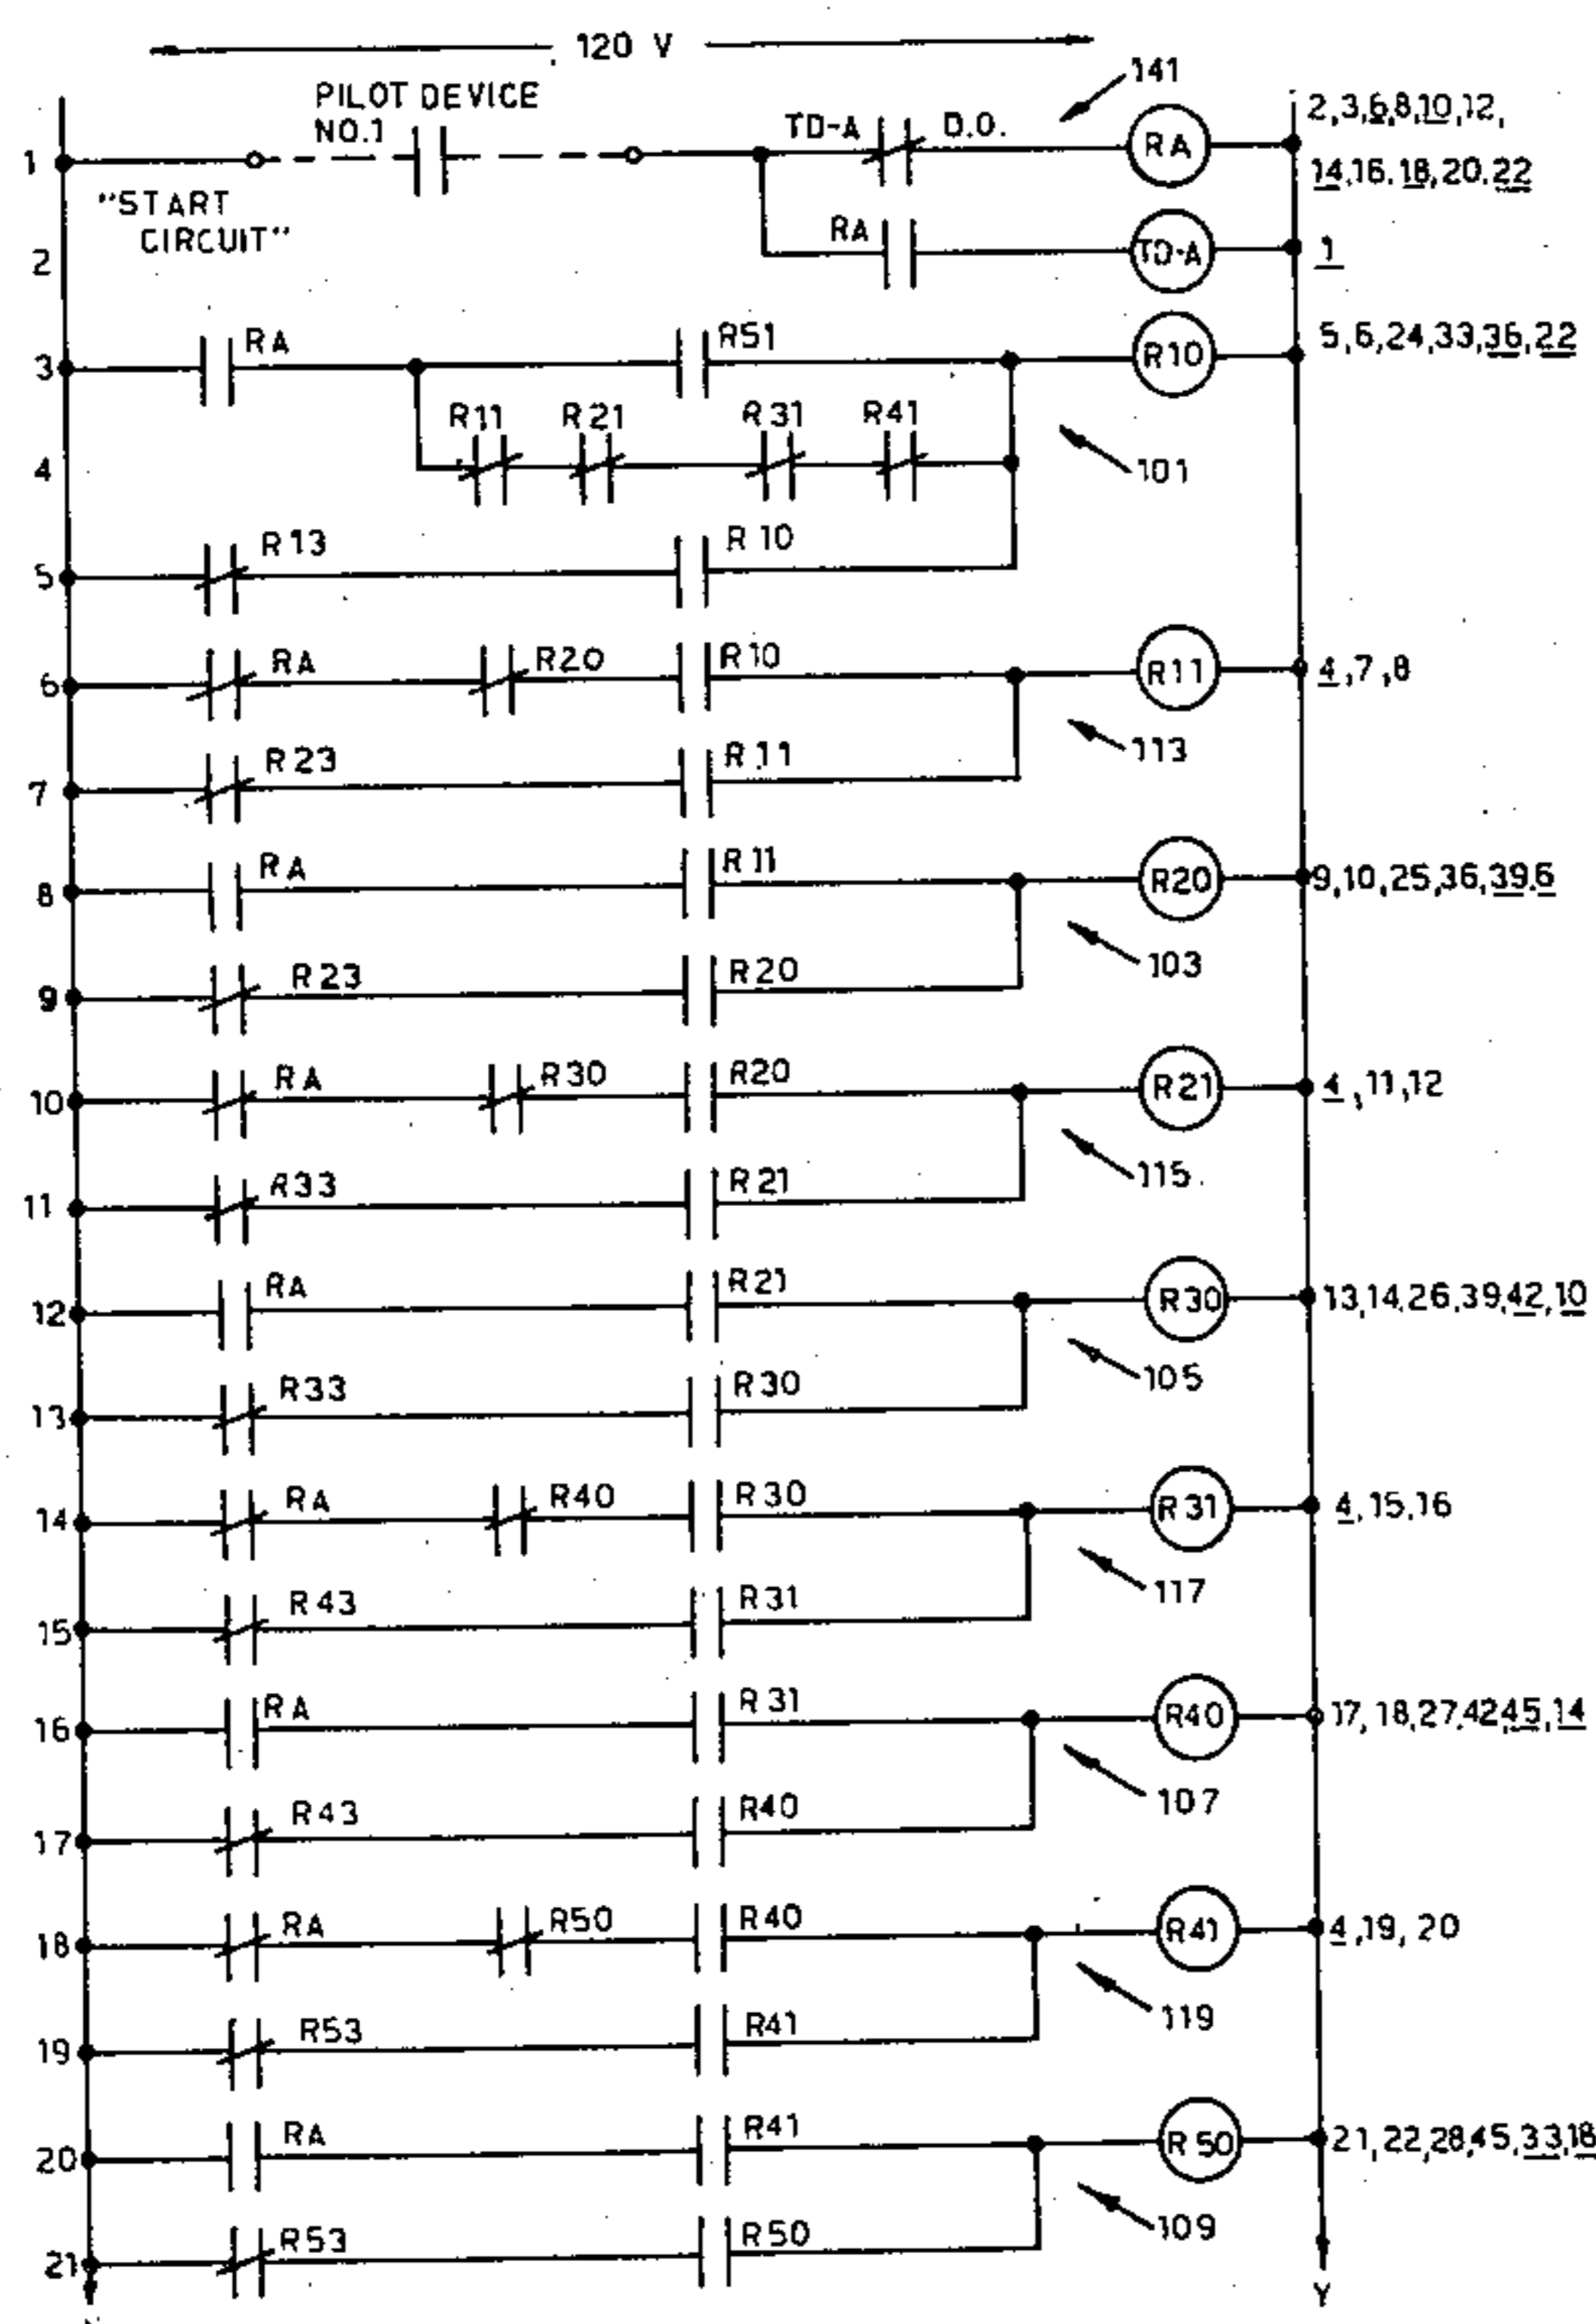 120 V
PILOT DEVICE
NO.1
TD-A D.O. 141 RA 2,3,6,8,10,12,
1
14,16,18,20,22
"START
CIRCUIT"
2 RA TD-A 1
3 RA R51 R10 5,6,24,33,36,22
4 R11 R21 R31 R41 101
5 R13 R10
6 RA R20 R10 R11 4,7,8
113
7 R23 R11
8 RA R11 R20 9,10,25,36,39,6
103
9 R23 R20
10 RA R30 R20 R21 4,11,12
115
11 R33 R21
12 RA R21 R30 13,14,26,39,42,10
105
13 R33 R30
14 RA R40 R30 R31 4,15,16
117
15 R43 R31
16 RA R31 R40 17,18,27,42,45,14
107
17 R43 R40
18 RA R50 R40 R41 4,19,20
119
19 R53 R41
20 RA R41 R50 21,22,28,45,33,18
109
21 R53 R50
Y